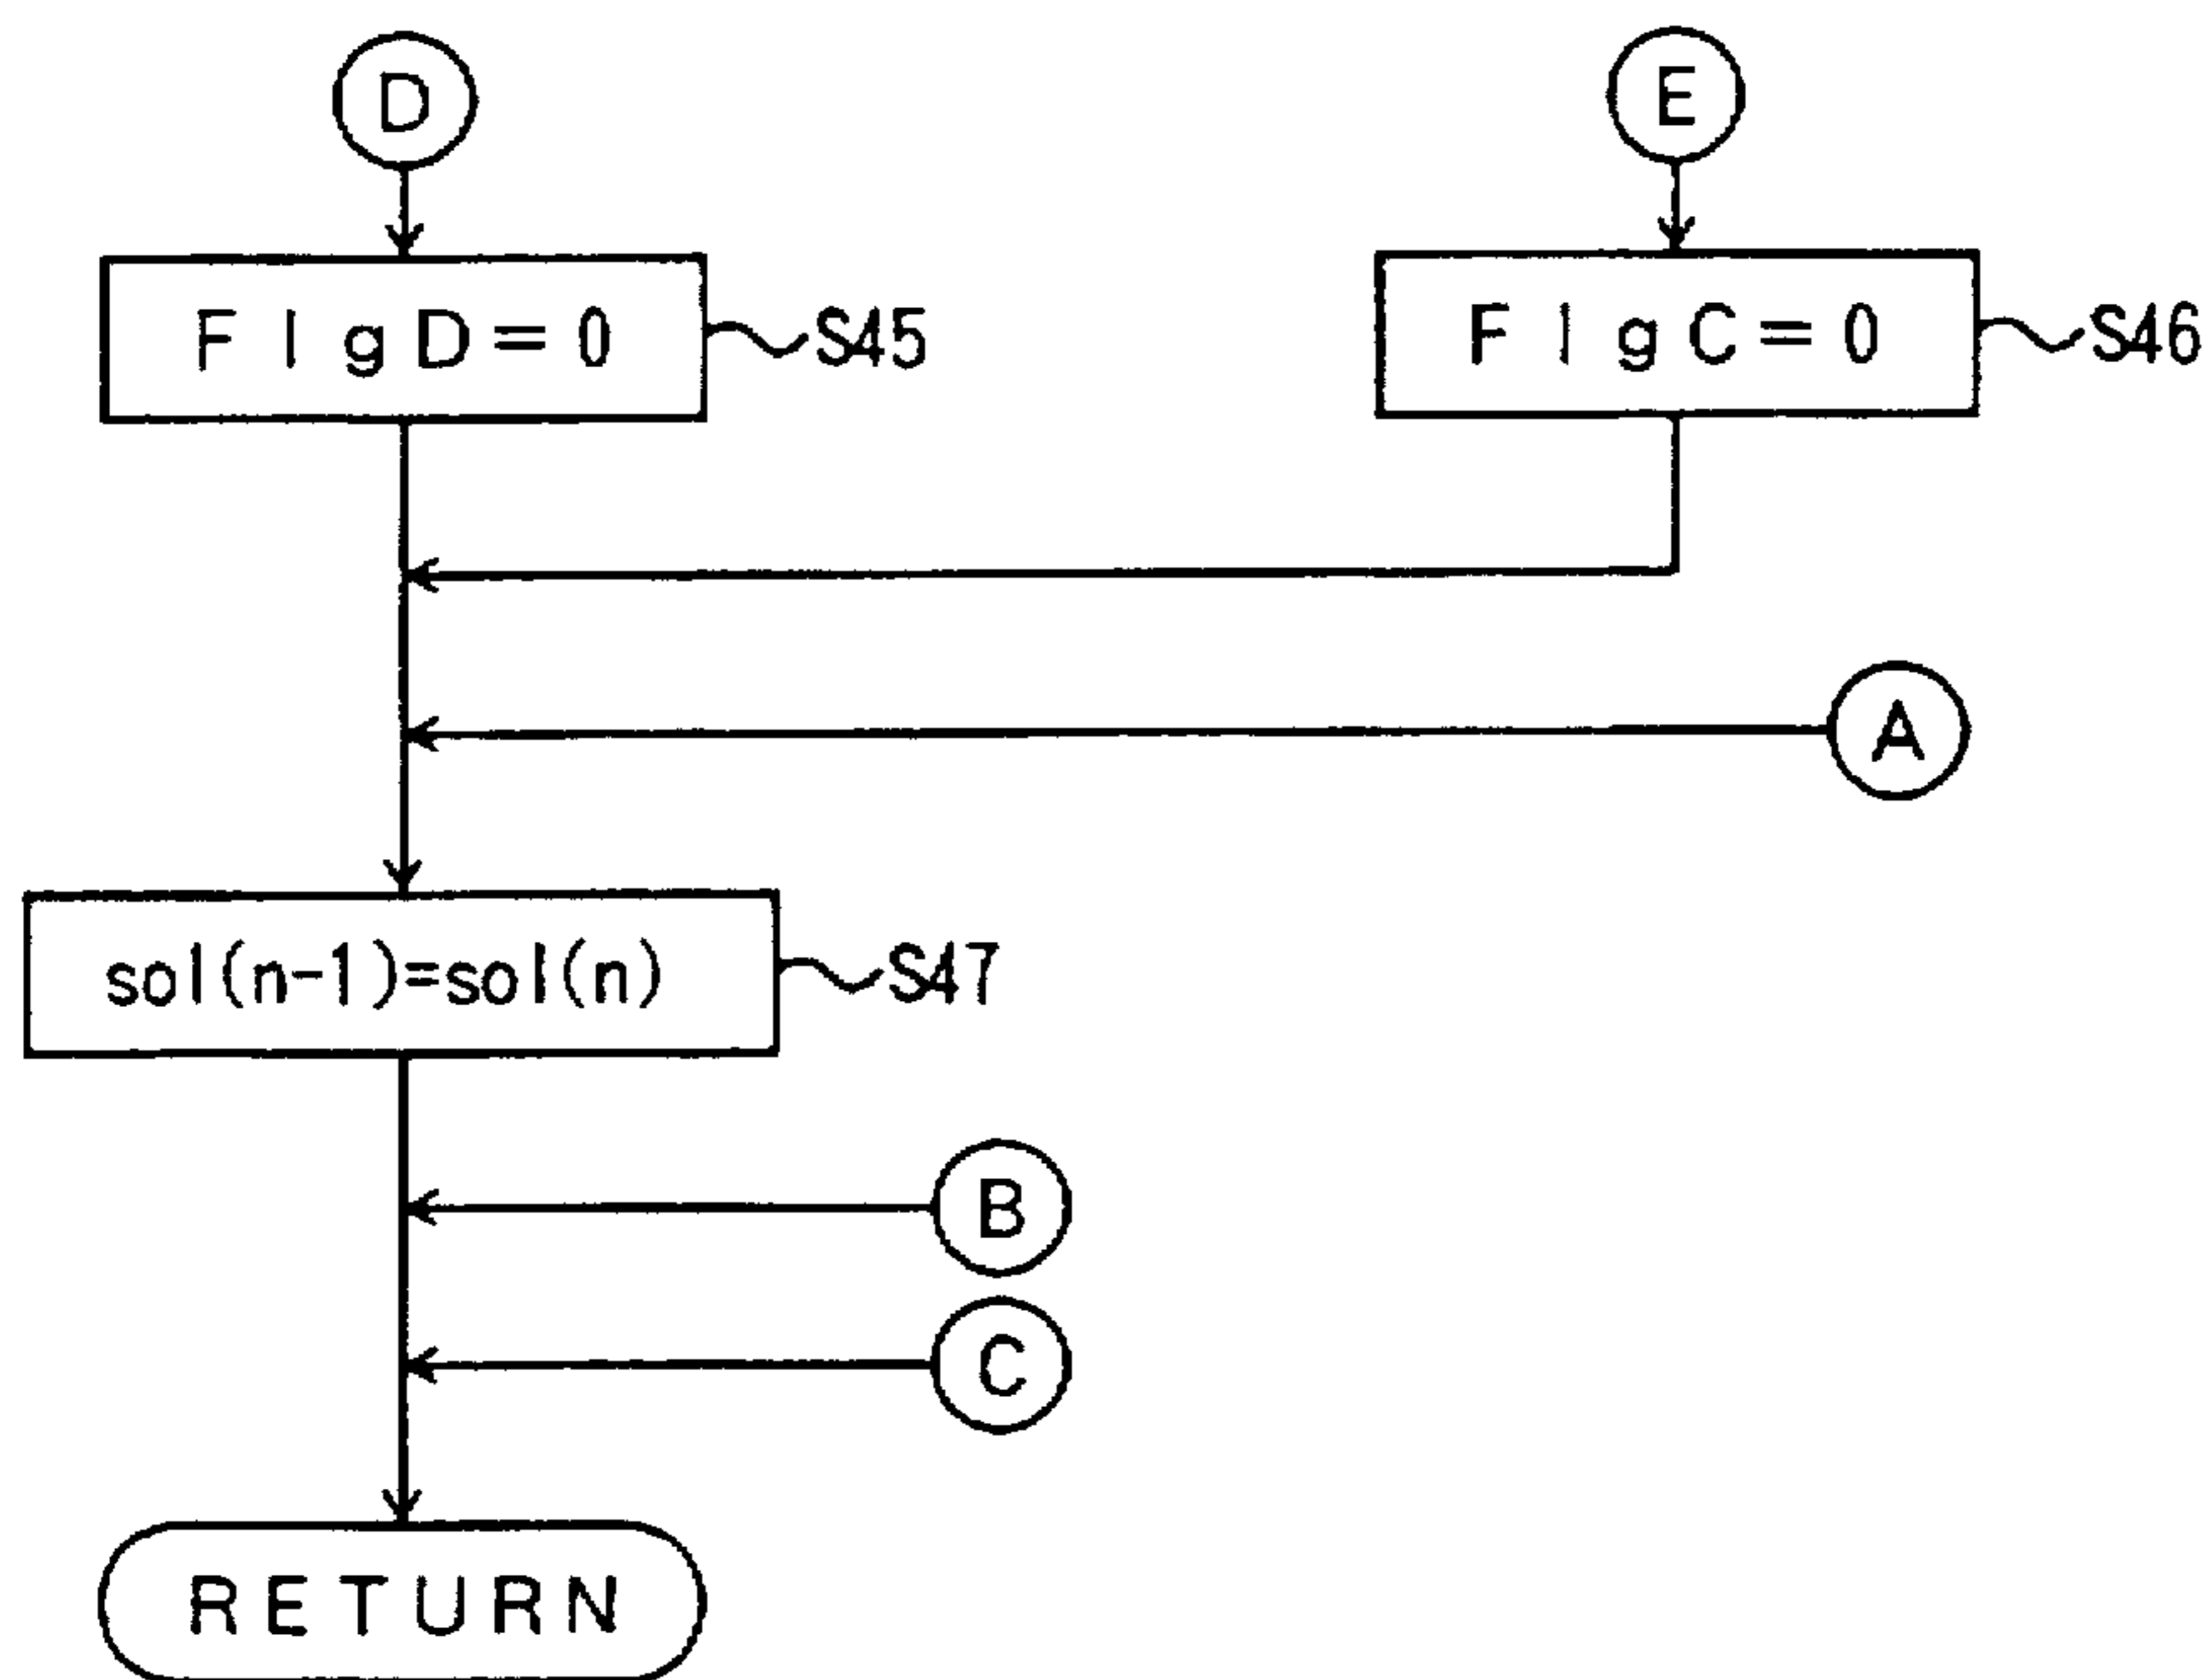 D
E
FlgD=0
S45
FlgC=0
S46
A
sol(n-1)=sol(n)
S47
B
C
RETURN